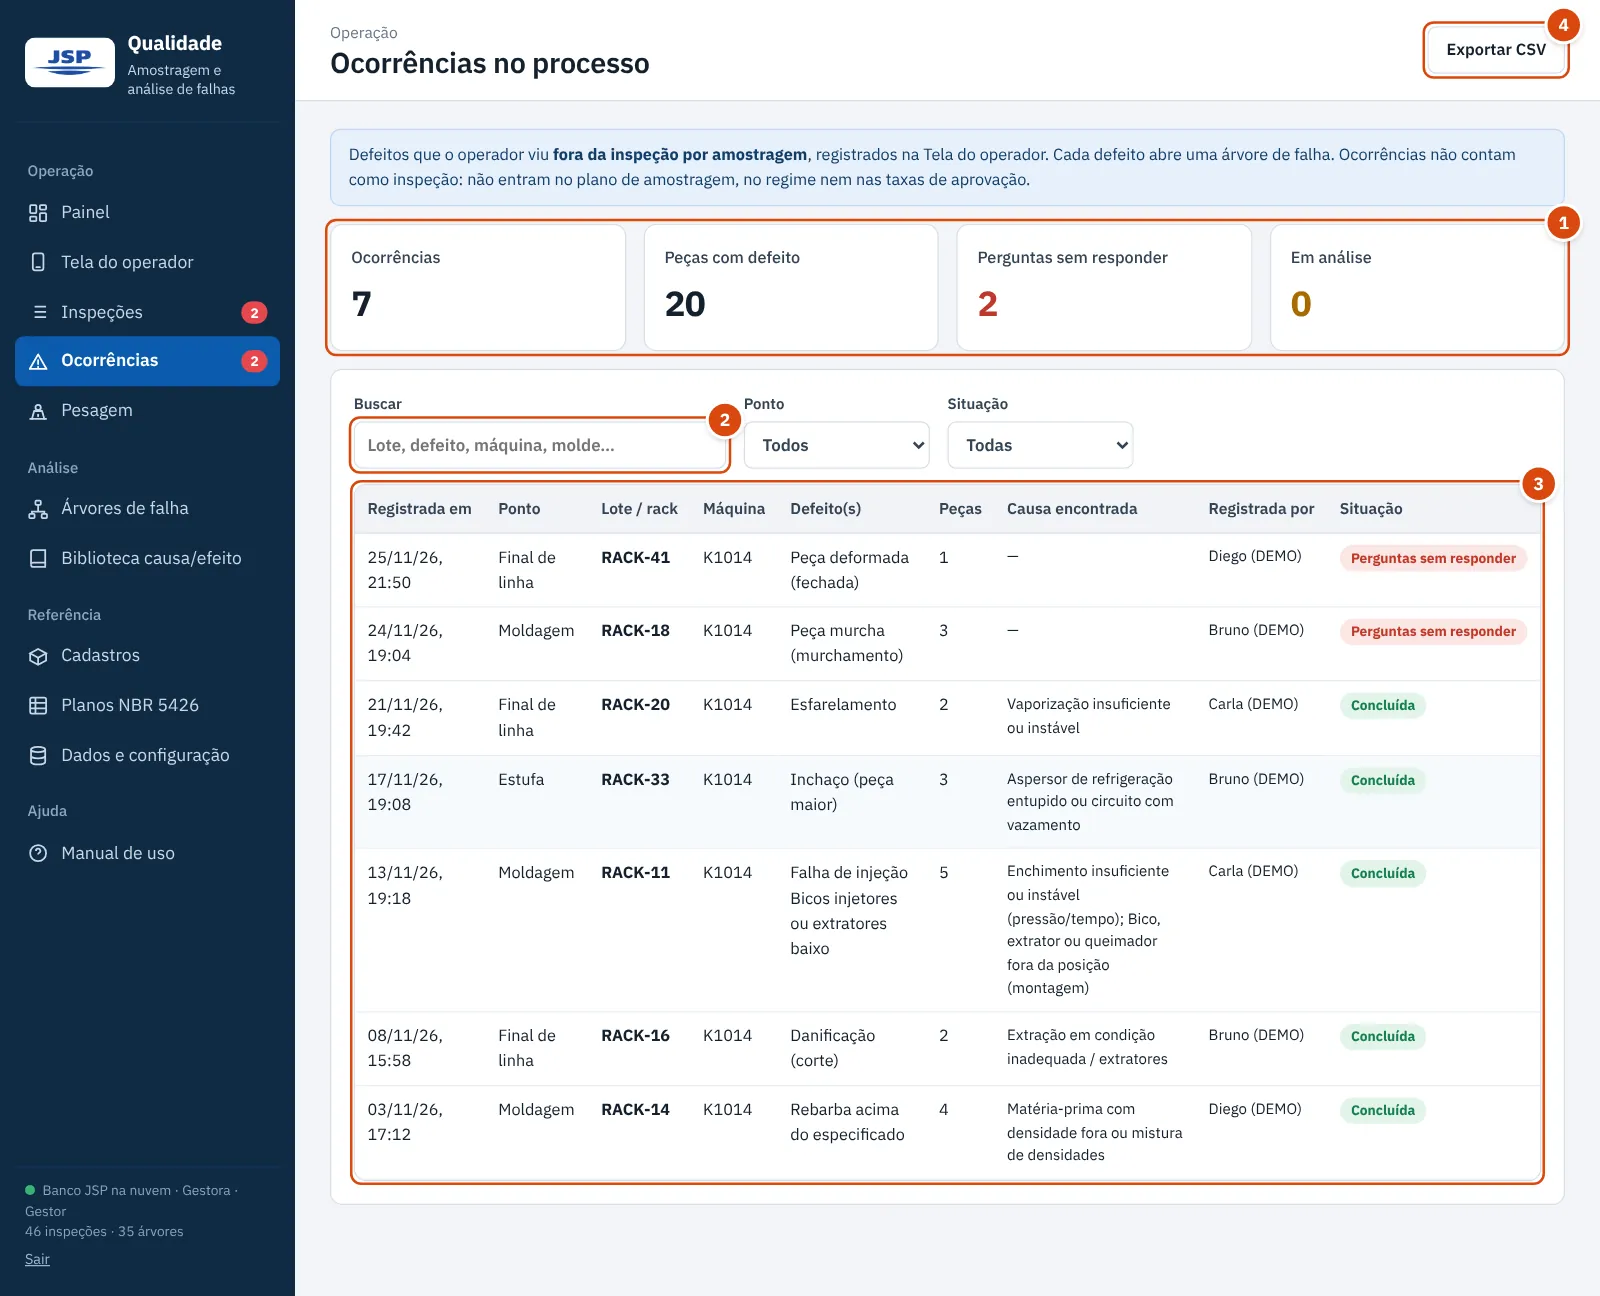 JSP
Qualidade
Amostragem e
análise de falhas
Operação
Painel
Tela do operador
Inspeções 2
Ocorrências 2
Pesagem
Análise
Árvores de falha
Biblioteca causa/efeito
Referência
Cadastros
Planos NBR 5426
Dados e configuração
Ajuda
Manual de uso
Banco JSP na nuvem · Gestora ·
Gestor
46 inspeções · 35 árvores
Sair
Operação
Ocorrências no processo
Exportar CSV
4
Defeitos que o operador viu fora da inspeção por amostragem, registrados na Tela do operador. Cada defeito abre uma árvore de falha. Ocorrências não contam
como inspeção: não entram no plano de amostragem, no regime nem nas taxas de aprovação.
1
Ocorrências
7
Peças com defeito
20
Perguntas sem responder
2
Em análise
0
Buscar
Lote, defeito, máquina, molde...
2
Ponto
Todos
Situação
Todas
3
Registrada em Ponto Lote / rack Máquina Defeito(s) Peças Causa encontrada Registrada por Situação
25/11/26, Final de RACK-41 K1014 Peça deformada 1 — Diego (DEMO) Perguntas sem responder
21:50 linha (fechada)
24/11/26, Moldagem RACK-18 K1014 Peça murcha 3 — Bruno (DEMO) Perguntas sem responder
19:04 (murchamento)
21/11/26, Final de RACK-20 K1014 Esfarelamento 2 Vaporização insuficiente Carla (DEMO) Concluída
19:42 linha ou instável
17/11/26, Estufa RACK-33 K1014 Inchaço (peça 3 Aspersor de refrigeração Bruno (DEMO) Concluída
19:08 maior) entupido ou circuito com
vazamento
13/11/26, Moldagem RACK-11 K1014 Falha de injeção 5 Enchimento insuficiente Carla (DEMO) Concluída
19:18 Bicos injetores ou instável
ou extratores (pressão/tempo); Bico,
baixo extrator ou queimador
fora da posição
(montagem)
08/11/26, Final de RACK-16 K1014 Danificação 2 Extração em condição Bruno (DEMO) Concluída
15:58 linha (corte) inadequada / extratores
03/11/26, Moldagem RACK-14 K1014 Rebarba acima 4 Matéria-prima com Diego (DEMO) Concluída
17:12 do especificado densidade fora ou mistura
de densidades